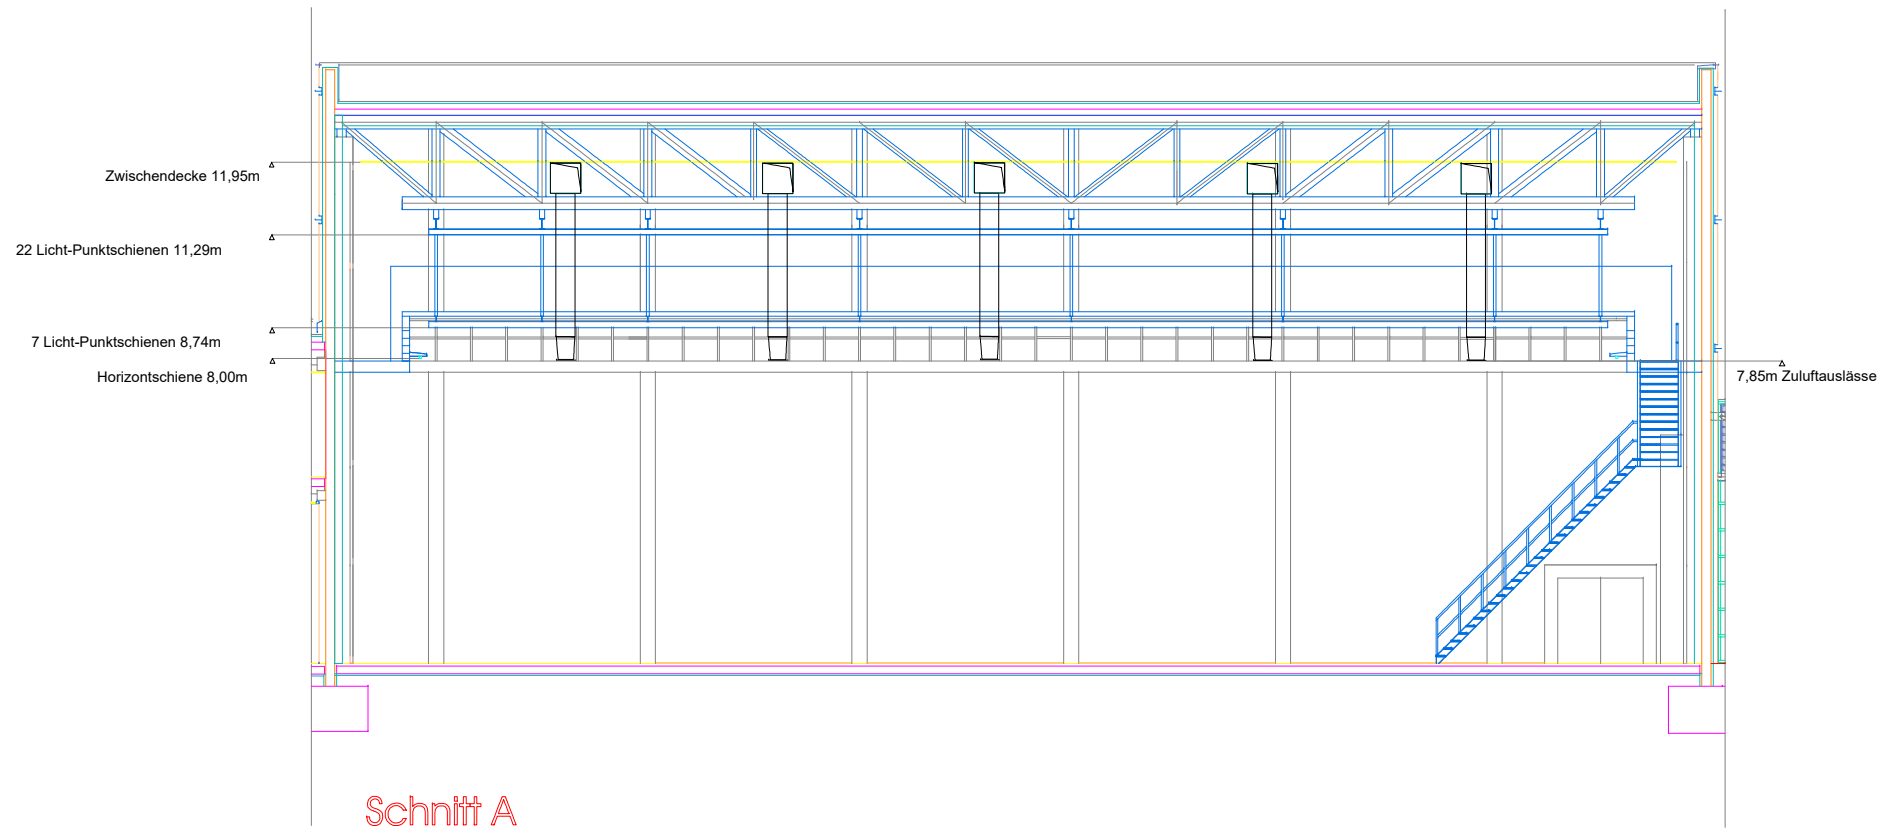 Zwischendecke 11,95m
22 Licht-Punktschienen 11,29m
7 Licht-Punktschienen 8,74m
Horizontschiene 8,00m
7,85m Zuluftauslässe
Schnitt A